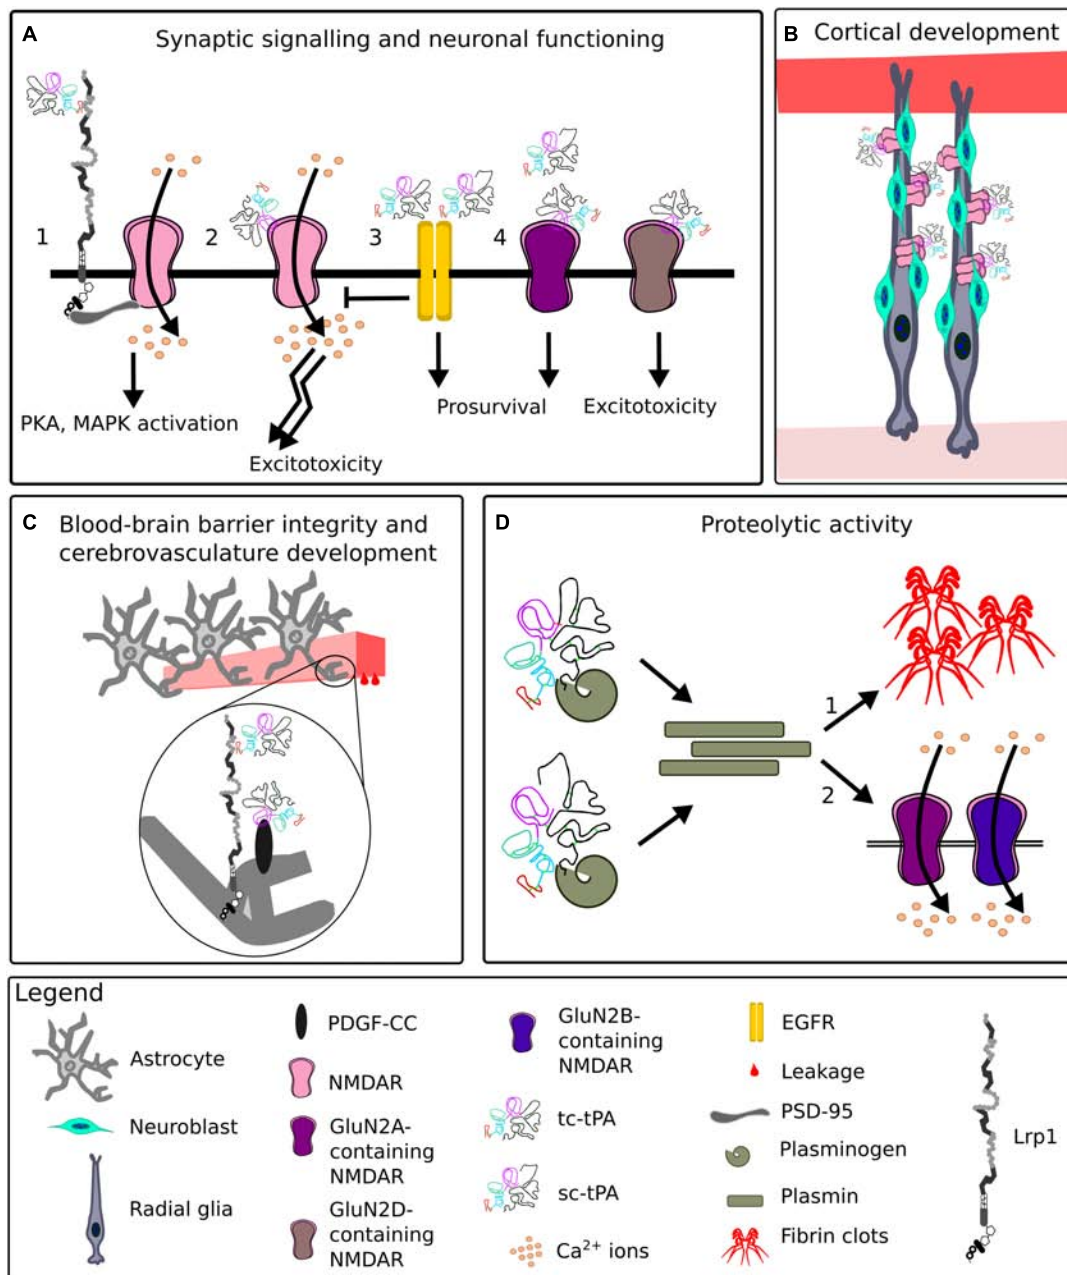 A
Synaptic signalling and neuronal functioning
1
2
3
4
PKA, MAPK activation
Excitotoxicity
Prosurvival
Excitotoxicity
B
Cortical development
C
Blood-brain barrier integrity and
cerebrovasculature development
D
Proteolytic activity
1
2
Legend
Astrocyte
Neuroblast
Radial glia
PDGF-CC
NMDAR
GluN2A-
containing
NMDAR
GluN2D-
containing
NMDAR
GluN2B-
containing
NMDAR
tc-tPA
sc-tPA
Ca²⁺ ions
EGFR
Leakage
PSD-95
Plasminogen
Plasmin
Fibrin clots
Lrp1